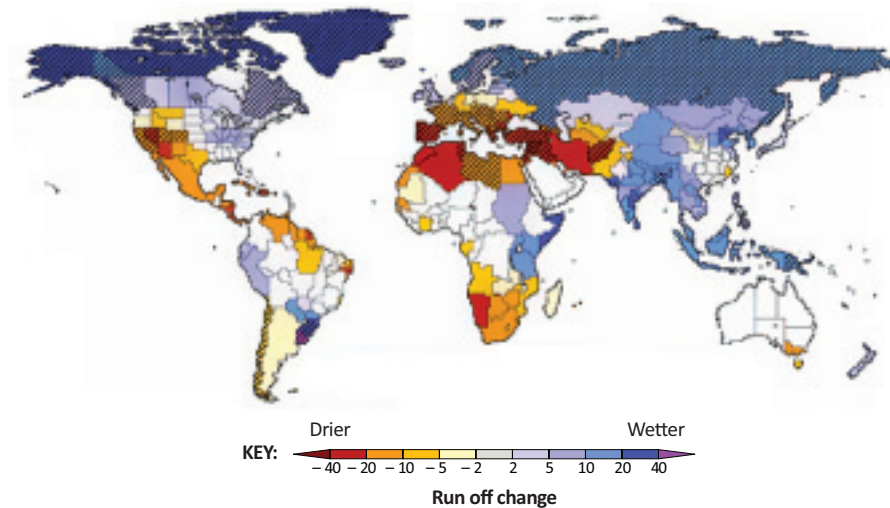 Drier Wetter
KEY:
– 40 – 20 – 10 – 5 – 2 2 5 10 20 40
Run off change